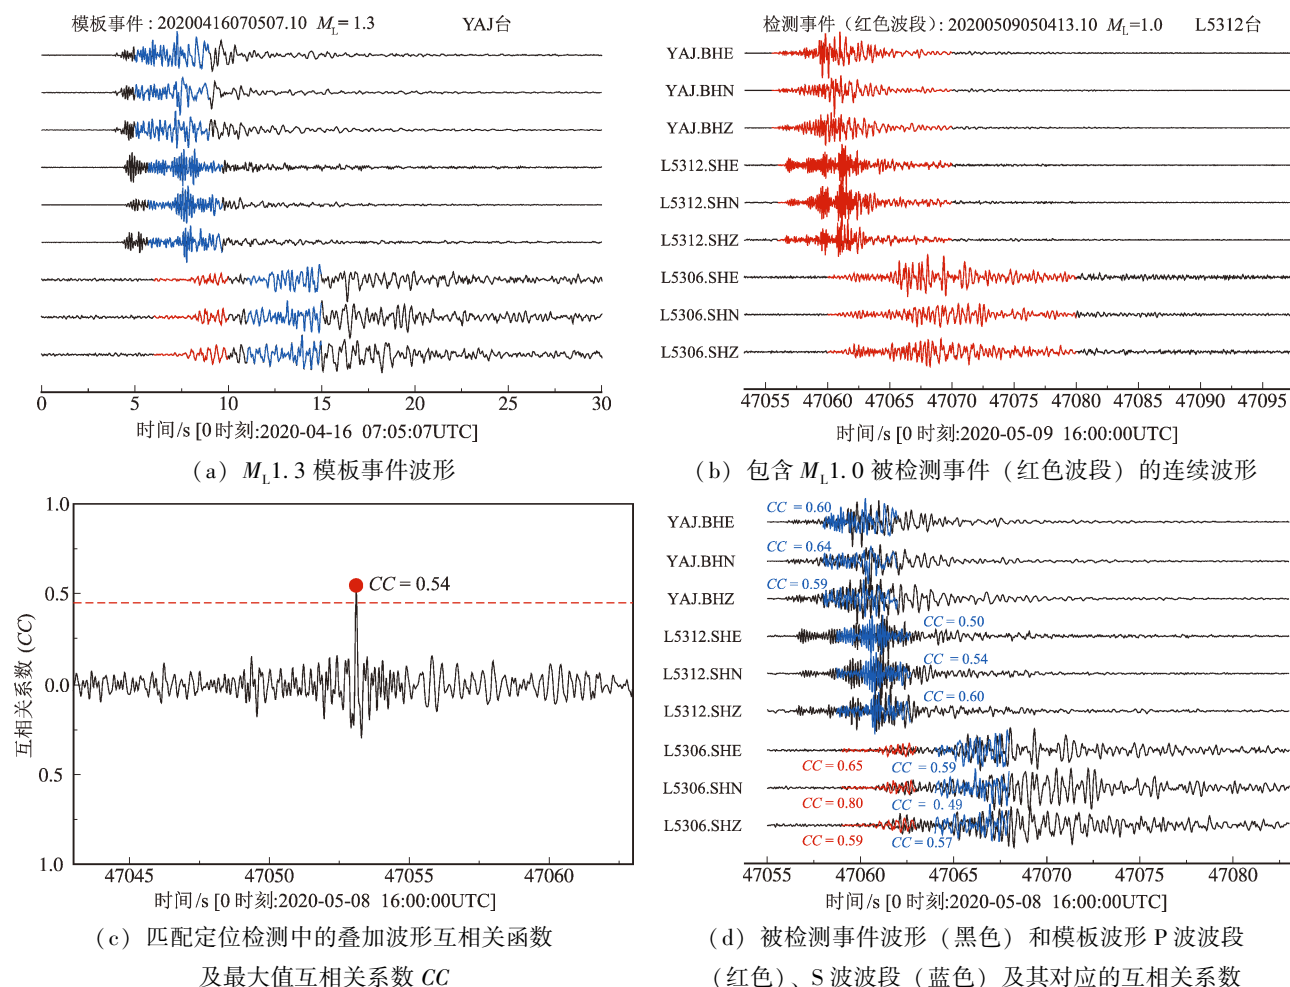 模板事件：20200416070507.10 ML= 1.3 YAJ台
0 5 10 15 20 25 30
时间/s [0 时刻:2020-04-16 07:05:07UTC]
(a) ML1.3 模板事件波形
检测事件（红色波段）：20200509050413.10 ML=1.0 L5312台
YAJ.BHE
YAJ.BHN
YAJ.BHZ
L5312.SHE
L5312.SHN
L5312.SHZ
L5306.SHE
L5306.SHN
L5306.SHZ
47055 47060 47065 47070 47075 47080 47085 47090 47095
时间/s [0 时刻:2020-05-09 16:00:00UTC]
(b) 包含 ML1.0 被检测事件（红色波段）的连续波形
互相关系数 (CC)
1.0
CC = 0.54
0.5
0.0
0.5
1.0
47045 47050 47055 47060
时间/s [0 时刻:2020-05-08 16:00:00UTC]
(c) 匹配定位检测中的叠加波形互相关函数
及最大值互相关系数 CC
YAJ.BHE CC = 0.60
YAJ.BHN CC = 0.64
YAJ.BHZ CC = 0.59
L5312.SHE CC = 0.50
L5312.SHN CC = 0.54
L5312.SHZ CC = 0.60
L5306.SHE CC = 0.65 CC = 0.59
L5306.SHN CC = 0.80 CC = 0.49
L5306.SHZ CC = 0.59 CC = 0.57
47055 47060 47065 47070 47075 47080
时间/s [0 时刻:2020-05-08 16:00:00UTC]
(d) 被检测事件波形（黑色）和模板波形 P 波波段
（红色）、S 波波段（蓝色）及其对应的互相关系数